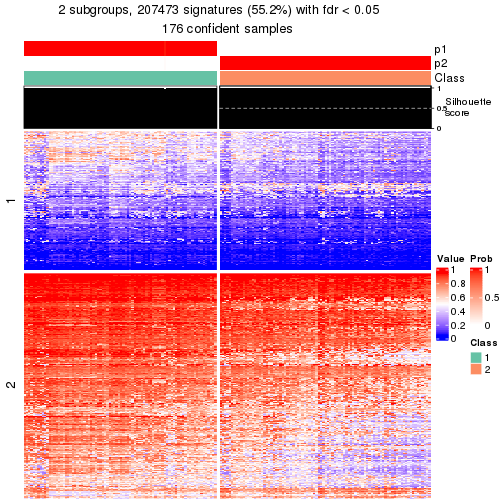 2 subgroups, 207473 signatures (55.2%) with fdr < 0.05
176 confident samples
p1
p2
Class
1
0.5
0
Silhouette
score
1
2
Value
1
0.8
0.6
0.4
0.2
0
Prob
1
0.5
0
Class
1
2